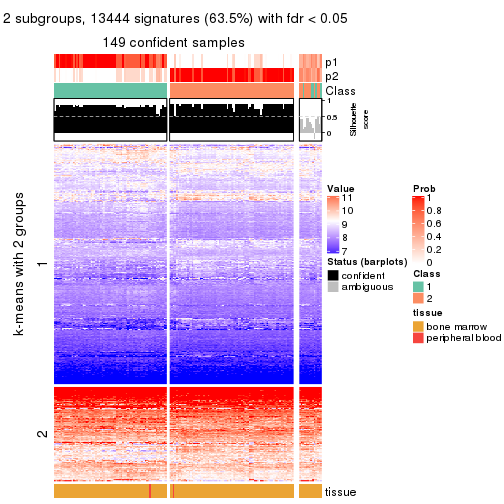 2 subgroups, 13444 signatures (63.5%) with fdr < 0.05
149 confident samples
p1
p2
Class
1
0.5
0
Silhouette
score
k-means with 2 groups
1
2
Value
11
10
9
8
7
Status (barplots)
confident
ambiguous
Prob
1
0.8
0.6
0.4
0.2
0
Class
1
2
tissue
bone marrow
peripheral blood
tissue